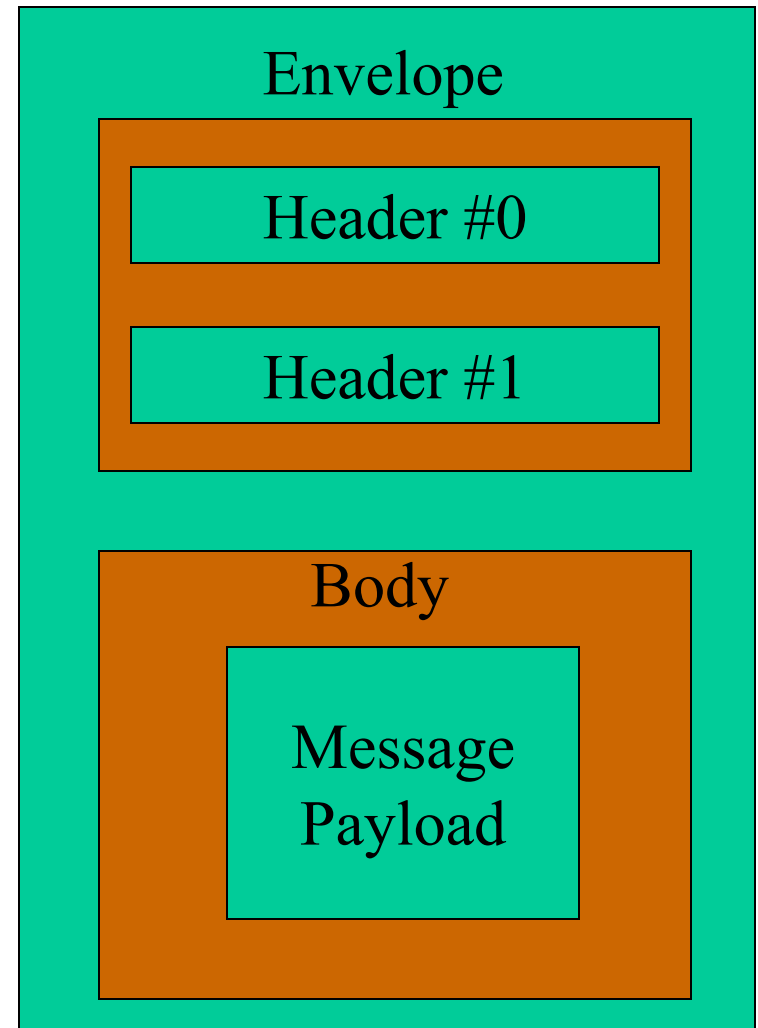 Envelope
Header #0
Header #1
Body
Message
Payload